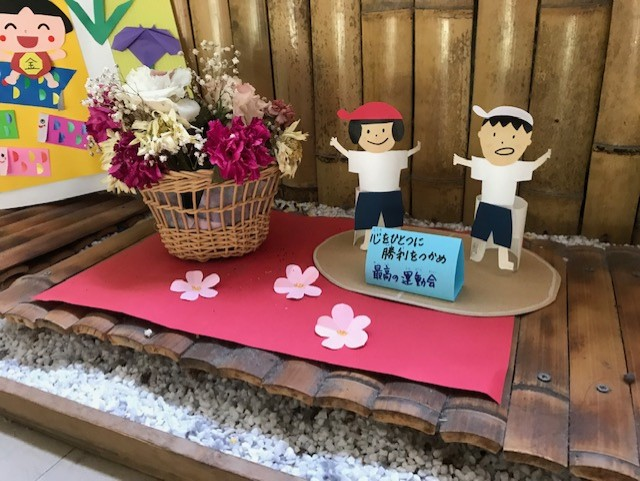 金
心をひとつに
勝利をつかめ
最高の運動会